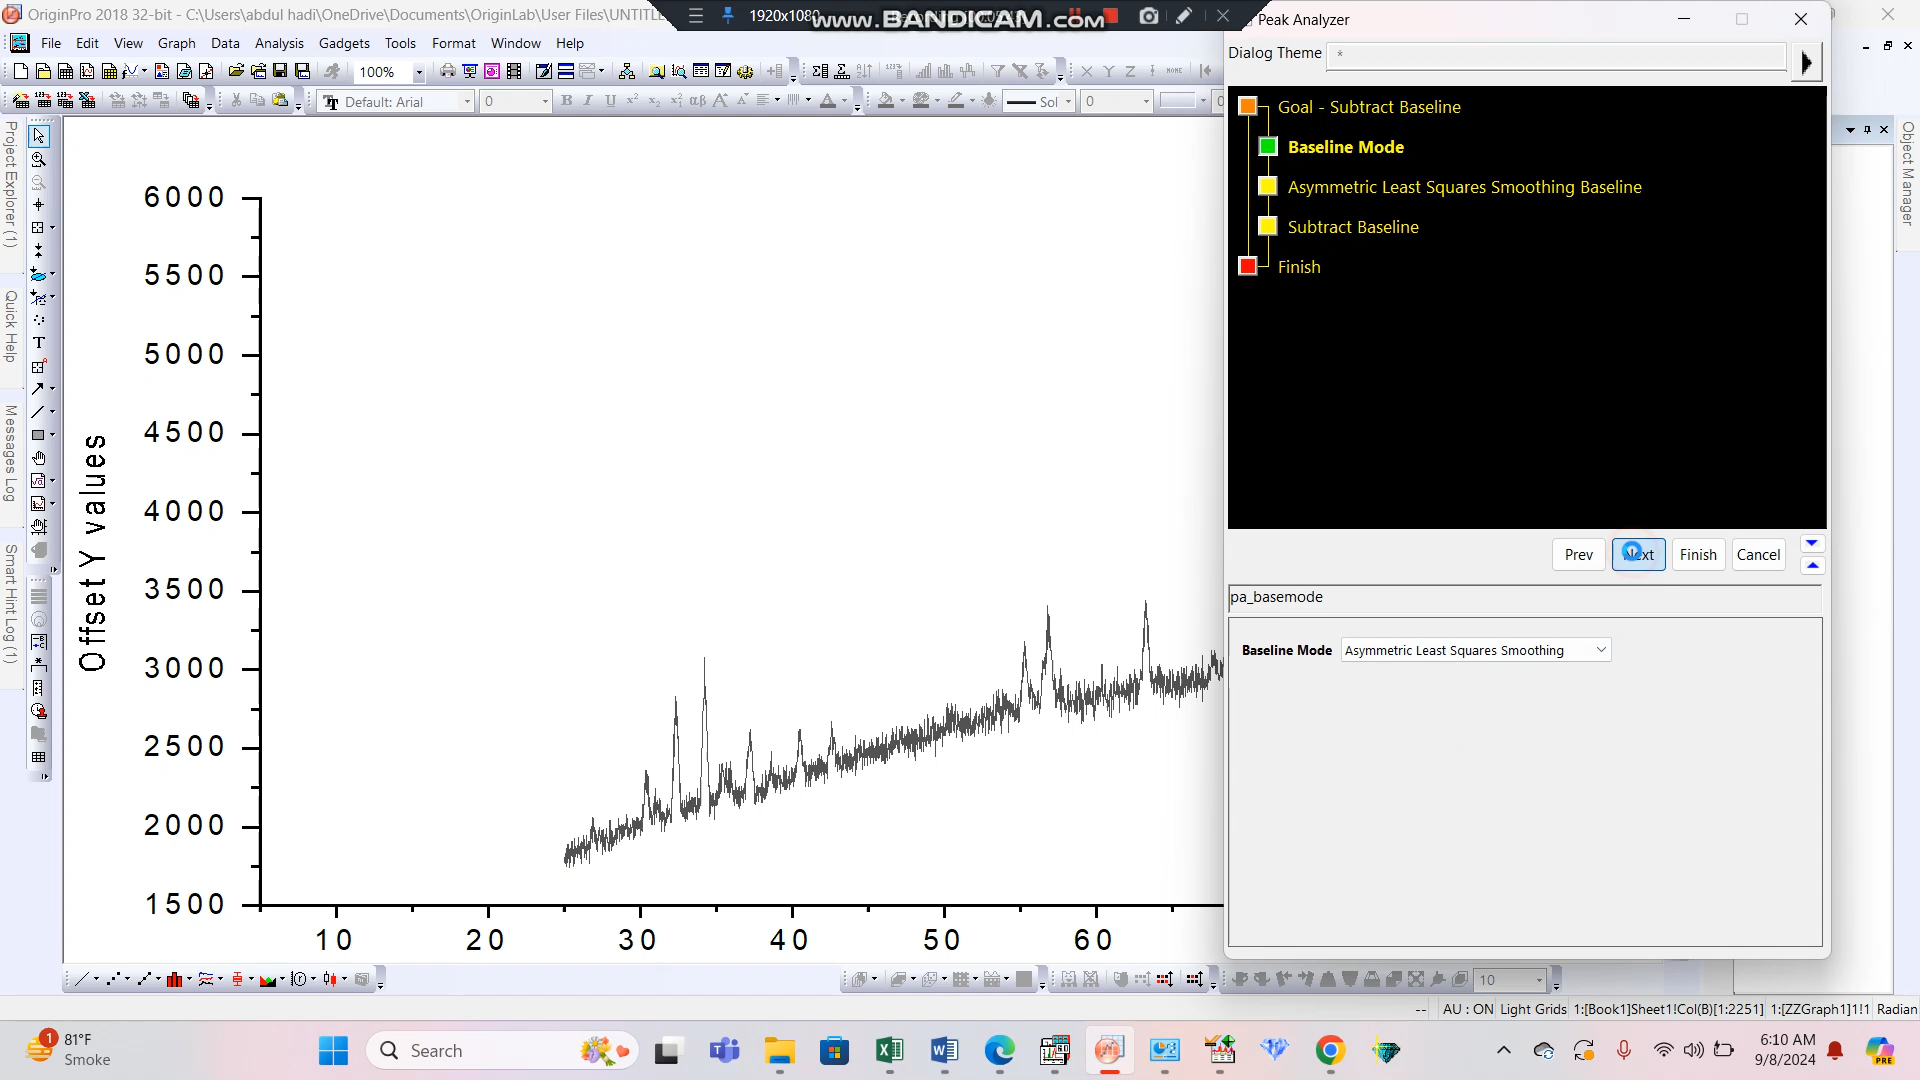 OriginPro 2018 32-bit - C:\Users\abdul hadi\OneDrive\Documents\OriginLab\User Files\UNTITLE
1920x1080
www.BANDICAM.com
Peak Analyzer
File Edit View Graph Data Analysis Gadgets Tools Format Window Help
Dialog Theme *
100%
Default: Arial 0 B I U Sol 0
Goal - Subtract Baseline
Baseline Mode
Asymmetric Least Squares Smoothing Baseline
Subtract Baseline
Finish
Project Explorer (1)
Quick Help
Messages Log
Smart Hint Log (1)
Object Manager
6000
5500
5000
4500
4000
3500
3000
2500
2000
1500
Offset Y values
10 20 30 40 50 60
Prev Next Finish Cancel
pa_basemode
Baseline Mode Asymmetric Least Squares Smoothing
10
-- AU : ON Light Grids 1:[Book1]Sheet1!Col(B)[1:2251] 1:[ZZGraph1]1!1 Radian
1
81°F
Smoke
Search
6:10 AM
9/8/2024
PRE